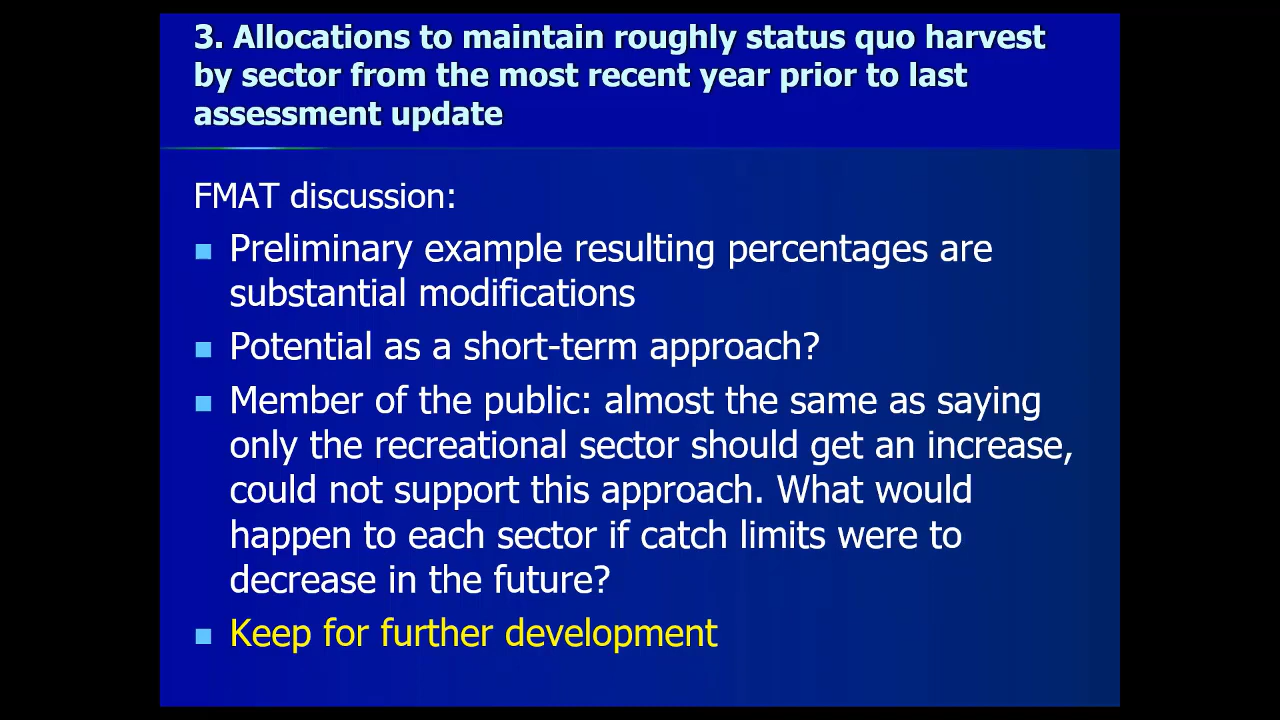 3. Allocations to maintain roughly status quo harvest
by sector from the most recent year prior to last
assessment update
FMAT discussion:
Preliminary example resulting percentages are
substantial modifications
Potential as a short-term approach?
Member of the public: almost the same as saying
only the recreational sector should get an increase,
could not support this approach. What would
happen to each sector if catch limits were to
decrease in the future?
Keep for further development